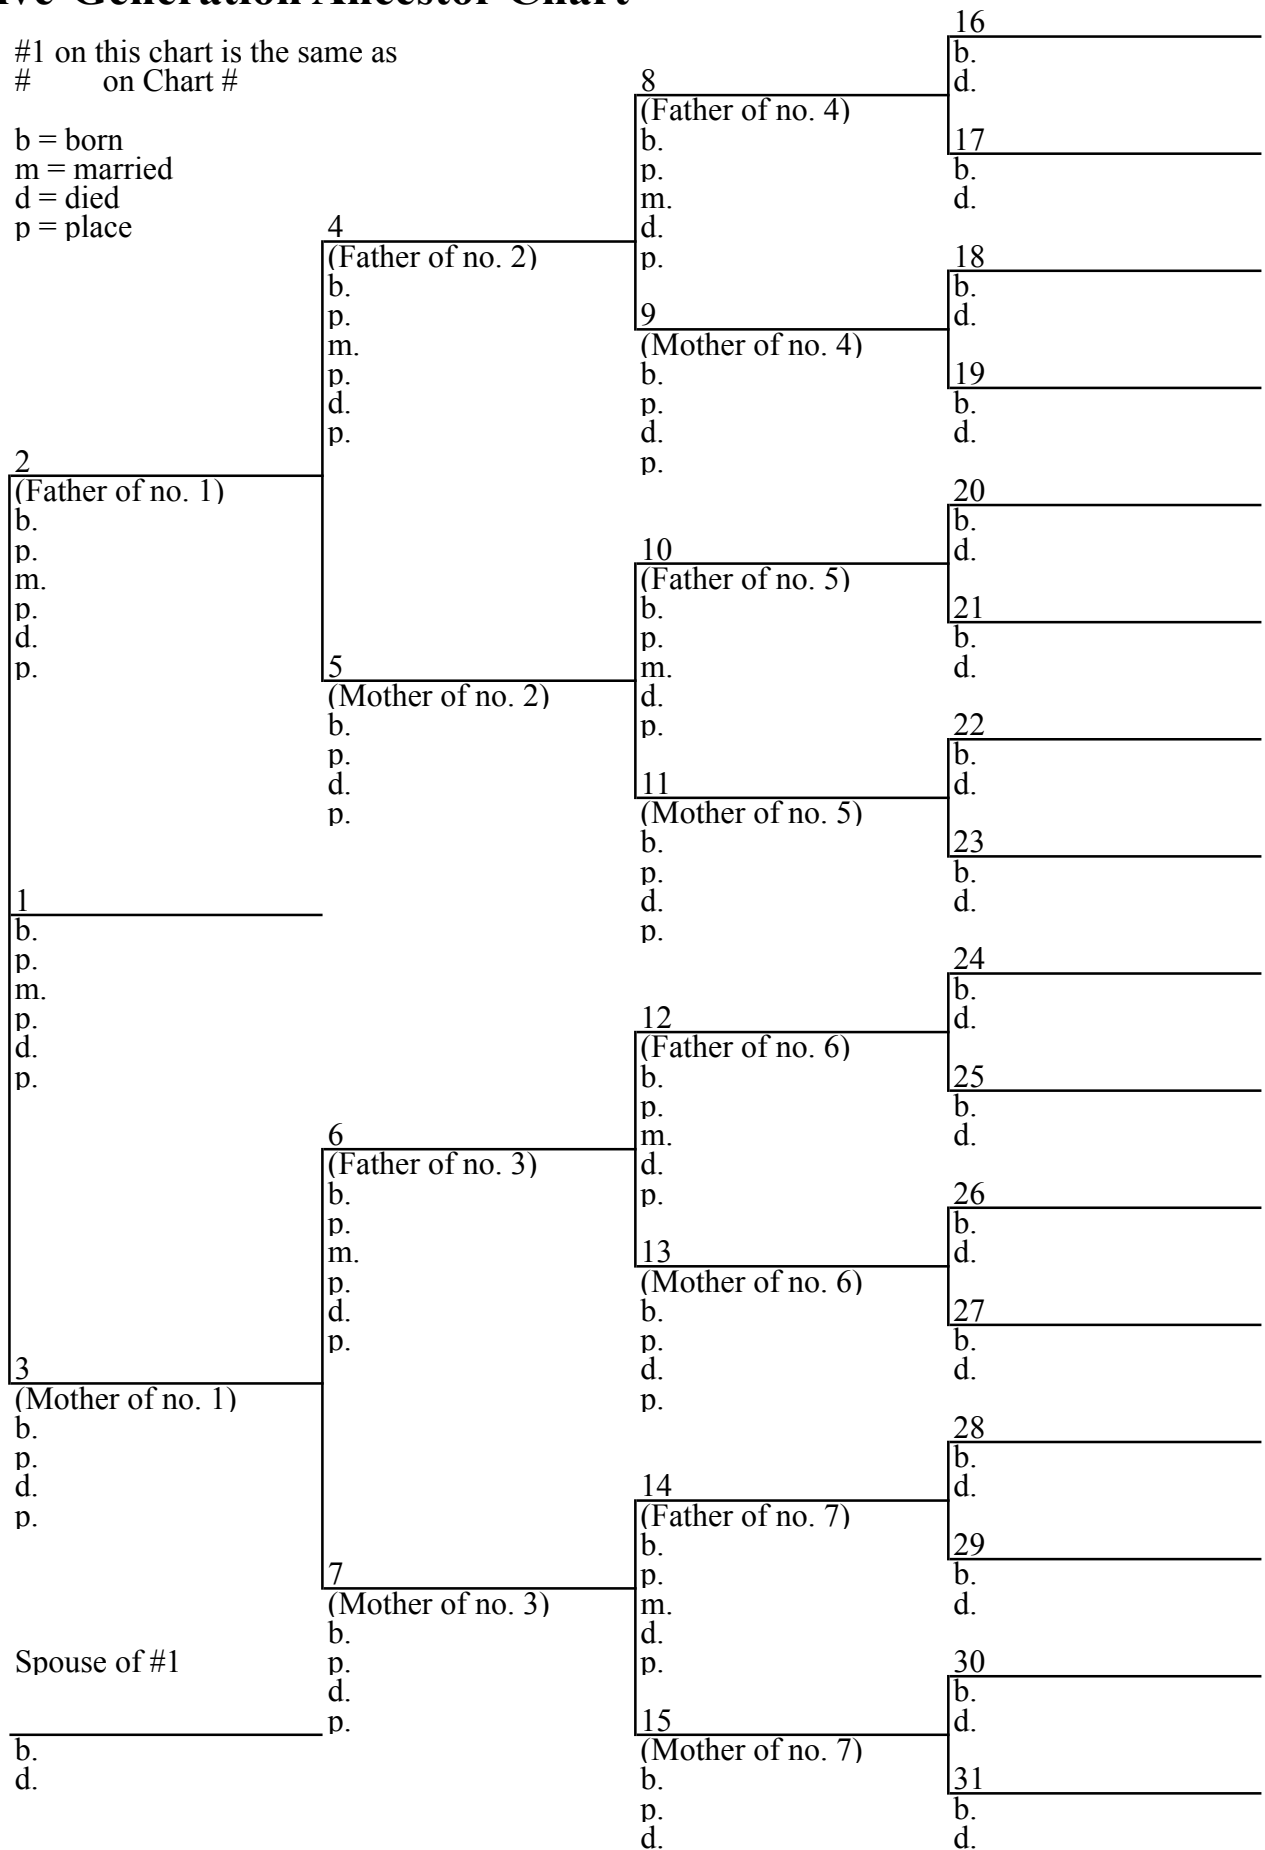 Generation Ancestor Chart
#1 on this chart is the same as
# on Chart #
b = born
m = married
d = died
p = place
1
b.
p.
m.
p.
d.
p.
2
(Father of no. 1)
b.
p.
m.
p.
d.
p.
3
(Mother of no. 1)
b.
p.
d.
p.
Spouse of #1
b.
d.
4
(Father of no. 2)
b.
p.
m.
p.
d.
p.
5
(Mother of no. 2)
b.
p.
d.
p.
6
(Father of no. 3)
b.
p.
m.
p.
d.
p.
7
(Mother of no. 3)
b.
p.
d.
p.
8
(Father of no. 4)
b.
p.
m.
d.
p.
9
(Mother of no. 4)
b.
p.
d.
p.
10
(Father of no. 5)
b.
p.
m.
d.
p.
11
(Mother of no. 5)
b.
p.
d.
p.
12
(Father of no. 6)
b.
p.
m.
d.
p.
13
(Mother of no. 6)
b.
p.
d.
p.
14
(Father of no. 7)
b.
p.
m.
d.
p.
15
(Mother of no. 7)
b.
p.
d.
16
b.
d.
17
b.
d.
18
b.
d.
19
b.
d.
20
b.
d.
21
b.
d.
22
b.
d.
23
b.
d.
24
b.
d.
25
b.
d.
26
b.
d.
27
b.
d.
28
b.
d.
29
b.
d.
30
b.
d.
31
b.
d.